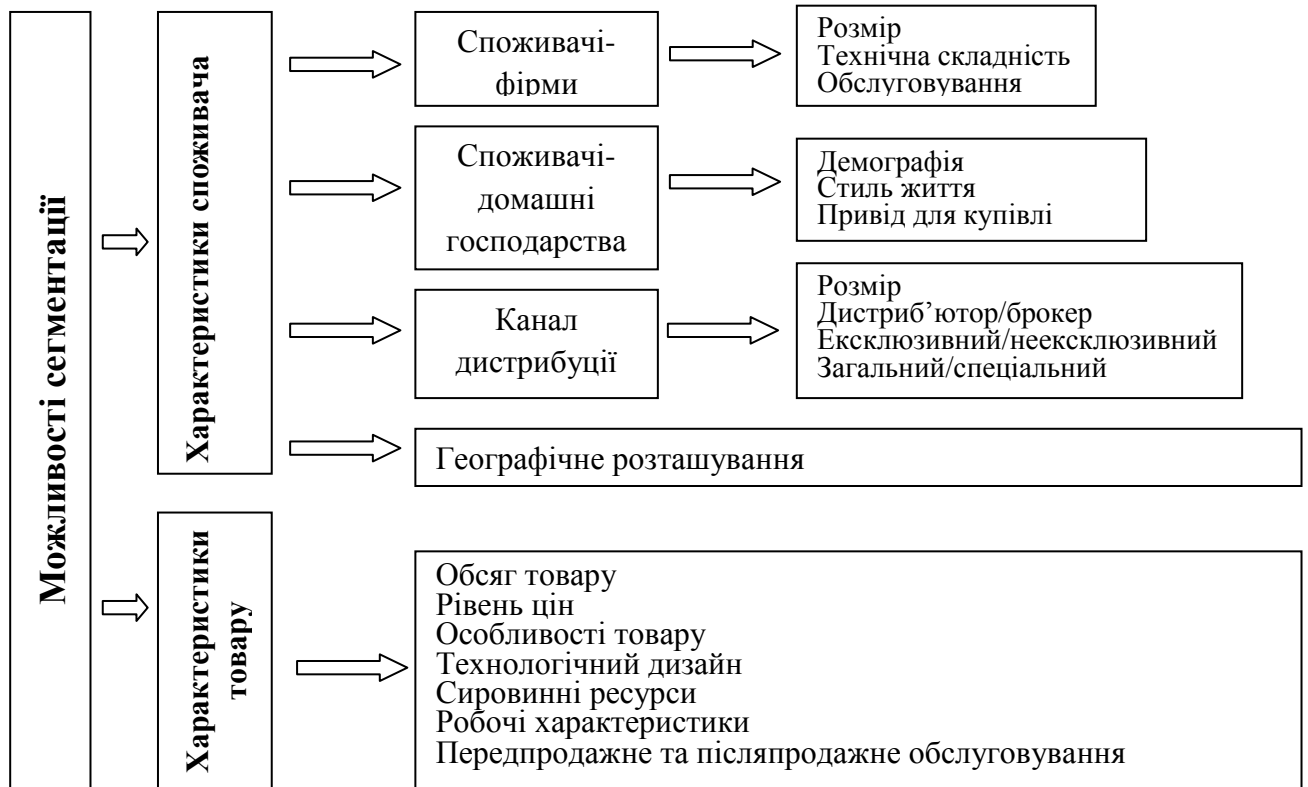 Можливості сегментації
Характеристики споживача
Споживачі-
фірми
Розмір
Технічна складність
Обслуговування
Споживачі-
домашні
господарства
Демографія
Стиль життя
Привід для купівлі
Канал
дистрибуції
Розмір
Дистриб’ютор/брокер
Ексклюзивний/неексклюзивний
Загальний/спеціальний
Географічне розташування
Характеристики
товару
Обсяг товару
Рівень цін
Особливості товару
Технологічний дизайн
Сировинні ресурси
Робочі характеристики
Передпродажне та післяпродажне обслуговування